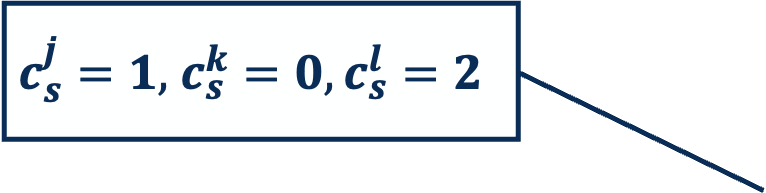 c_s^j = 1, c_s^k = 0, c_s^l = 2